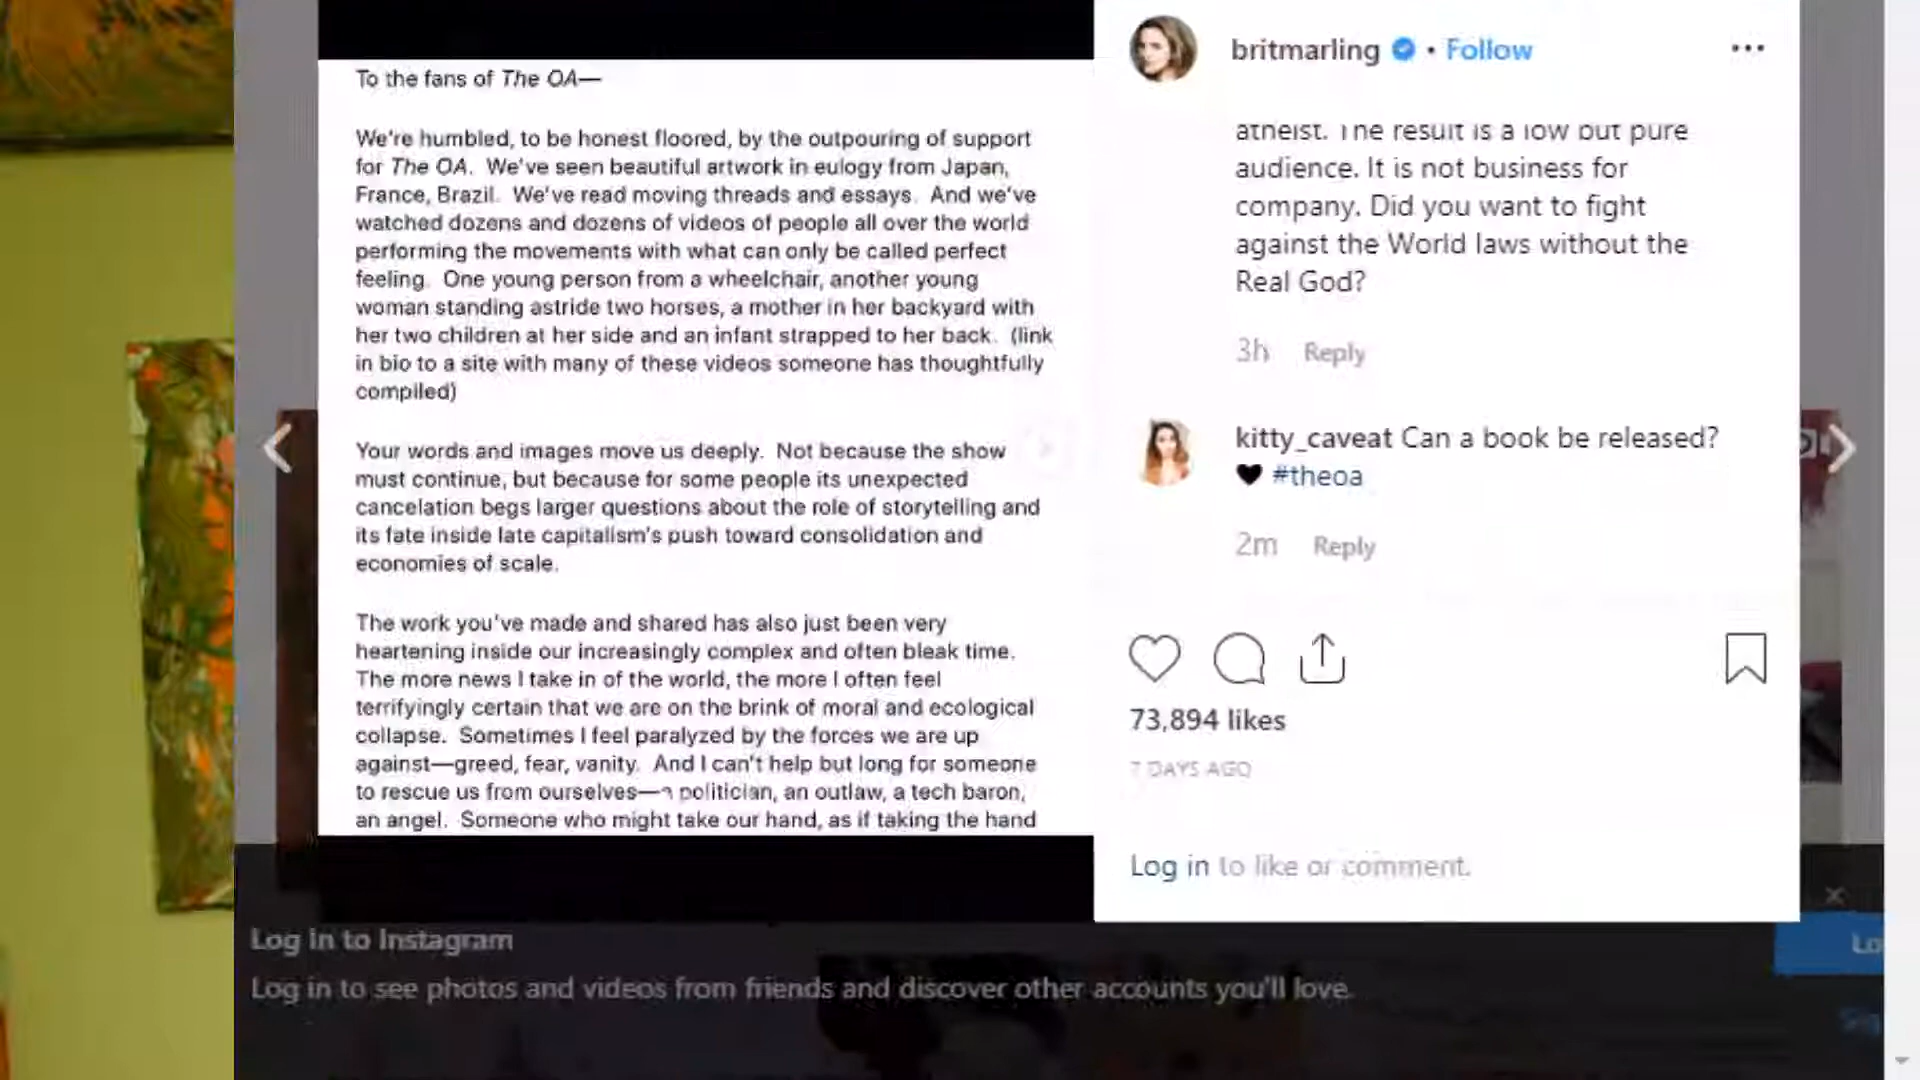 To the fans of The OA—
We're humbled, to be honest floored, by the outpouring of support
for The OA. We've seen beautiful artwork in eulogy from Japan,
France, Brazil. We've read moving threads and essays. And we've
watched dozens and dozens of videos of people all over the world
performing the movements with what can only be called perfect
feeling. One young person from a wheelchair, another young
woman standing astride two horses, a mother in her backyard with
her two children at her side and an infant strapped to her back. (link
in bio to a site with many of these videos someone has thoughtfully
compiled)
Your words and images move us deeply. Not because the show
must continue, but because for some people its unexpected
cancelation begs larger questions about the role of storytelling and
its fate inside late capitalism's push toward consolidation and
economies of scale.
The work you've made and shared has also just been very
heartening inside our increasingly complex and often bleak time.
The more news I take in of the world, the more I often feel
terrifyingly certain that we are on the brink of moral and ecological
collapse. Sometimes I feel paralyzed by the forces we are up
against—greed, fear, vanity. And I can't help but long for someone
to rescue us from ourselves—a politician, an outlaw, a tech baron,
an angel. Someone who might take our hand, as if taking the hand
britmarling • Follow
atheist. The result is a low but pure
audience. It is not business for
company. Did you want to fight
against the World laws without the
Real God?
3h Reply
kitty_caveat Can a book be released?
🖤 #theoa
2m Reply
73,894 likes
7 DAYS AGO
Log in to like or comment.
Log in to Instagram
Log in to see photos and videos from friends and discover other accounts you'll love.